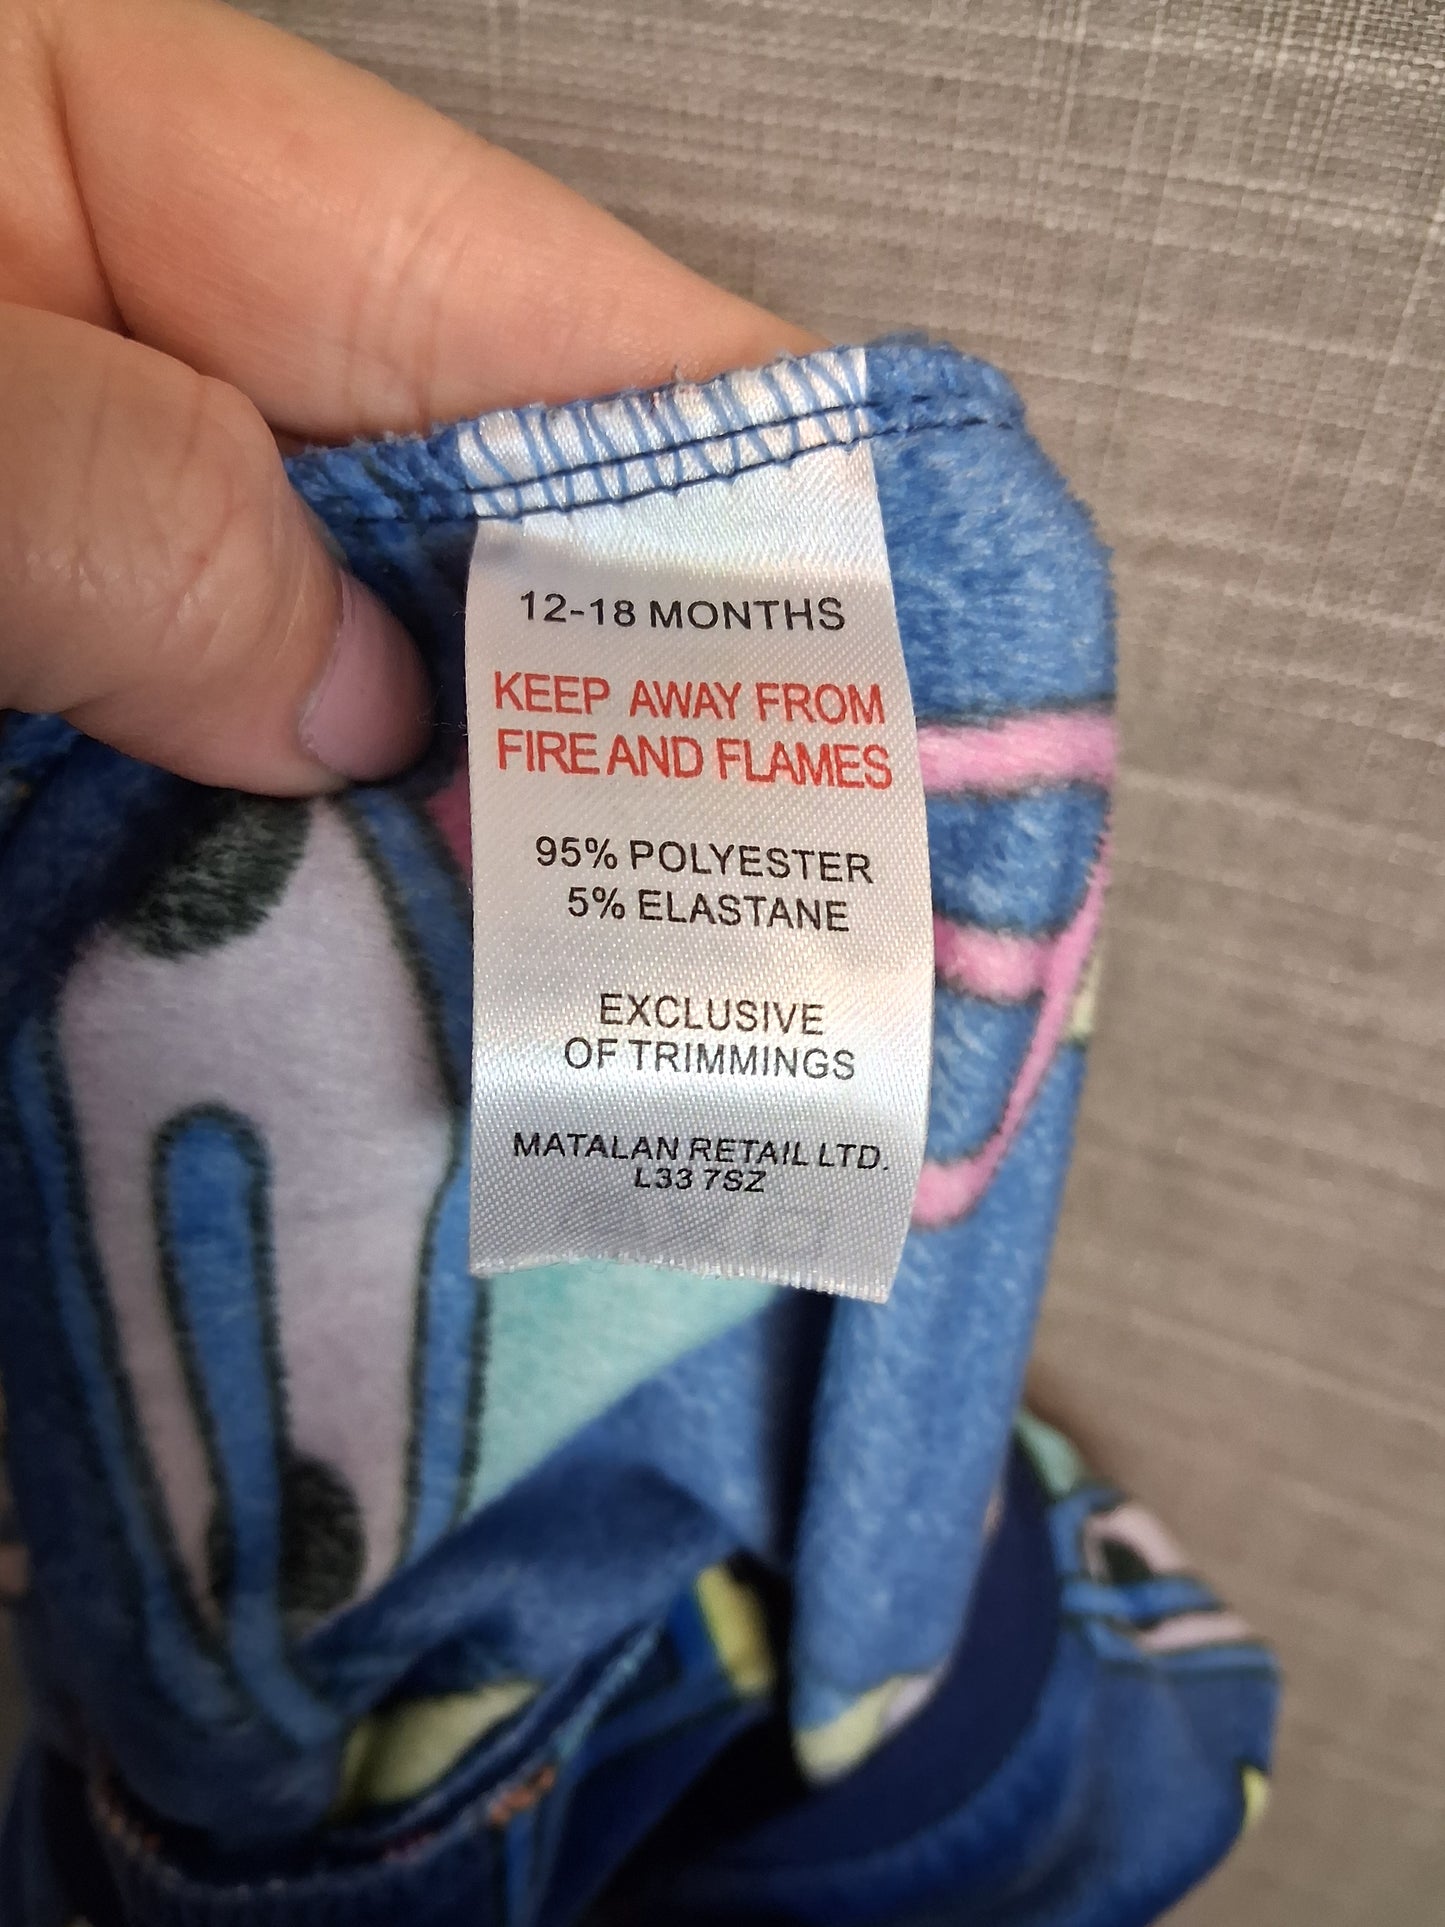 12-18 MONTHS
KEEP AWAY FROM
FIRE AND FLAMES
95% POLYESTER
5% ELASTANE
EXCLUSIVE
OF TRIMMINGS
MATALAN RETAIL LTD.
L33 7SZ